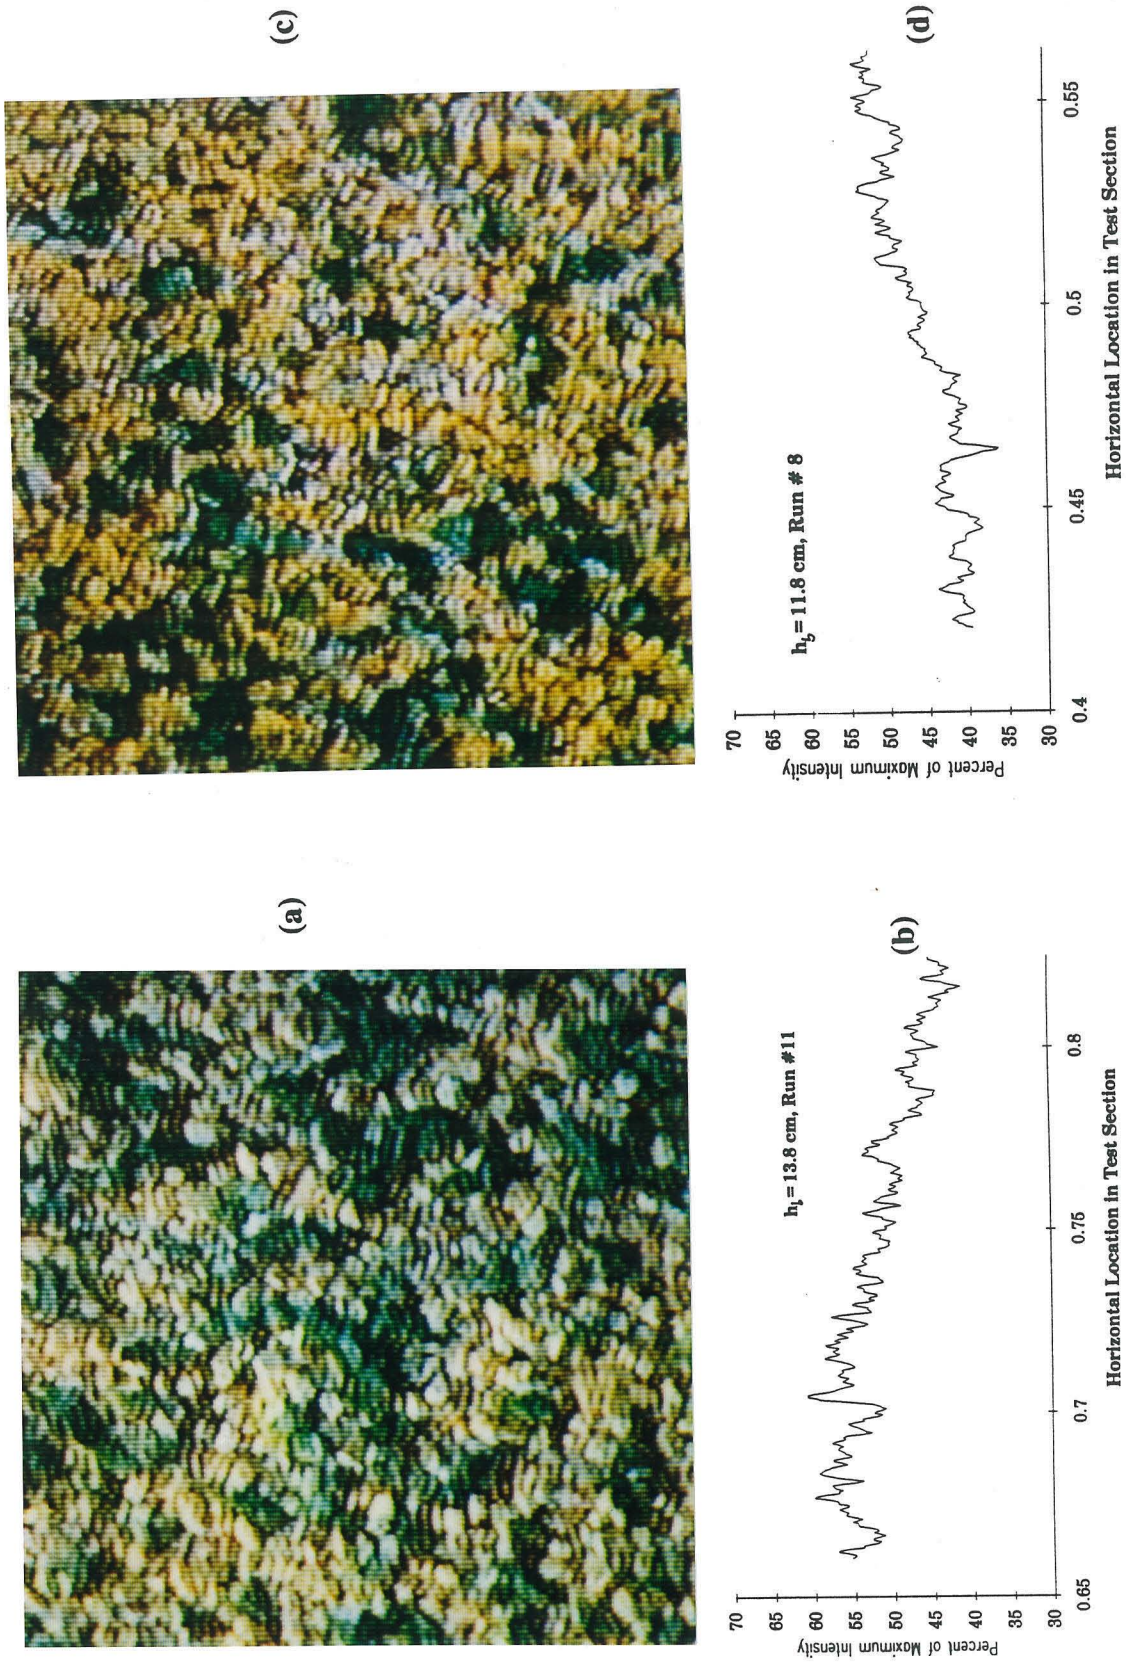 (a)
h_j = 13.8 cm, Run #11
(b)
Percent of Maximum Intensity
70
65
60
55
50
45
40
35
30
0.65
0.7
0.75
0.8
Horizontal Location in Test Section
(c)
h_j = 11.8 cm, Run # 8
(d)
Percent of Maximum Intensity
70
65
60
55
50
45
40
35
30
0.4
0.45
0.5
0.55
Horizontal Location in Test Section